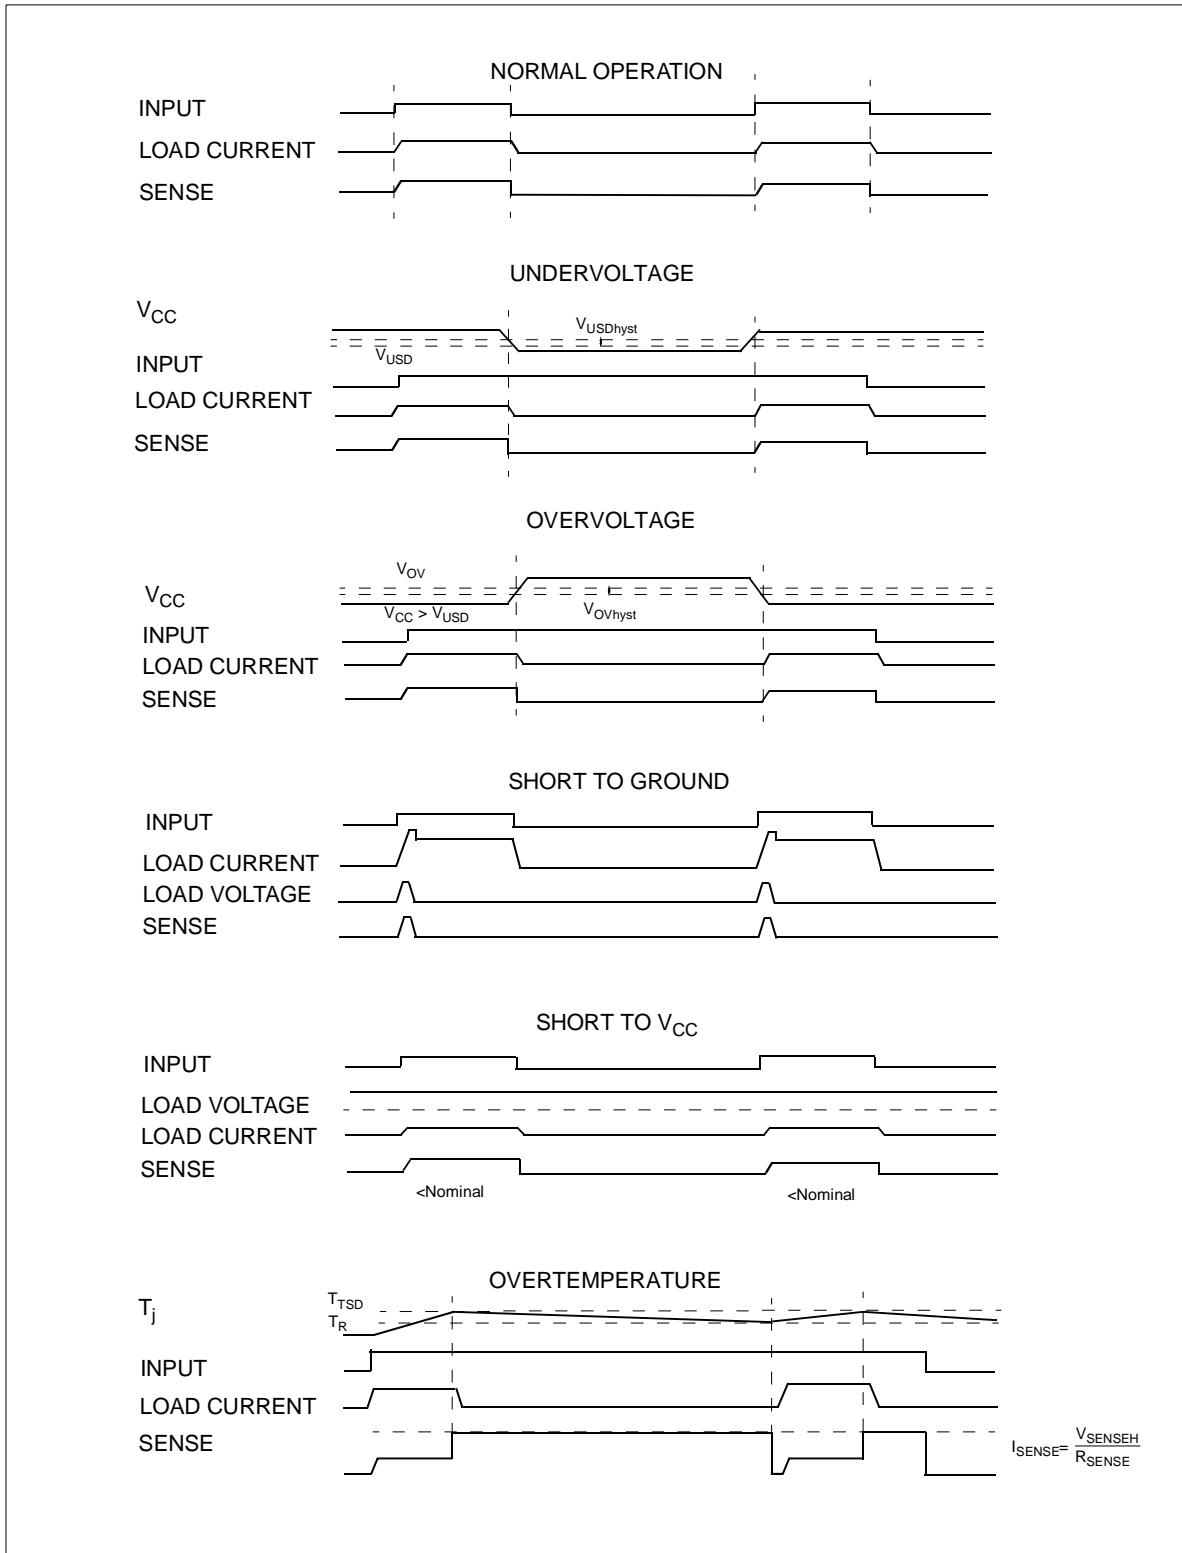 NORMAL OPERATION
INPUT
LOAD CURRENT
SENSE
UNDERVOLTAGE
VCC
VUSDhyst
VUSD
INPUT
LOAD CURRENT
SENSE
OVERVOLTAGE
VOV
VCC
VCC > VUSD
VOVhyst
INPUT
LOAD CURRENT
SENSE
SHORT TO GROUND
INPUT
LOAD CURRENT
LOAD VOLTAGE
SENSE
SHORT TO VCC
INPUT
LOAD VOLTAGE
LOAD CURRENT
SENSE
<Nominal <Nominal
OVERTEMPERATURE
Tj
TTSD
TR
INPUT
LOAD CURRENT
SENSE
ISENSE= VSENSEH
RSENSE